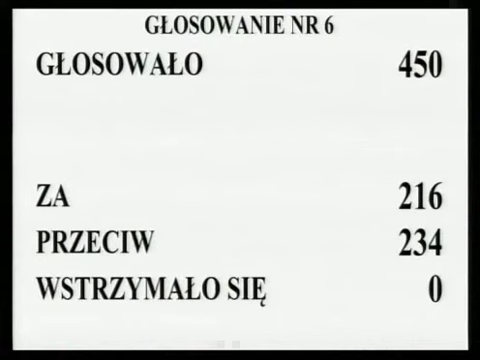 GŁOSOWANIE NR 6
GŁOSOWAŁO 450
ZA 216
PRZECIW 234
WSTRZYMAŁO SIĘ 0